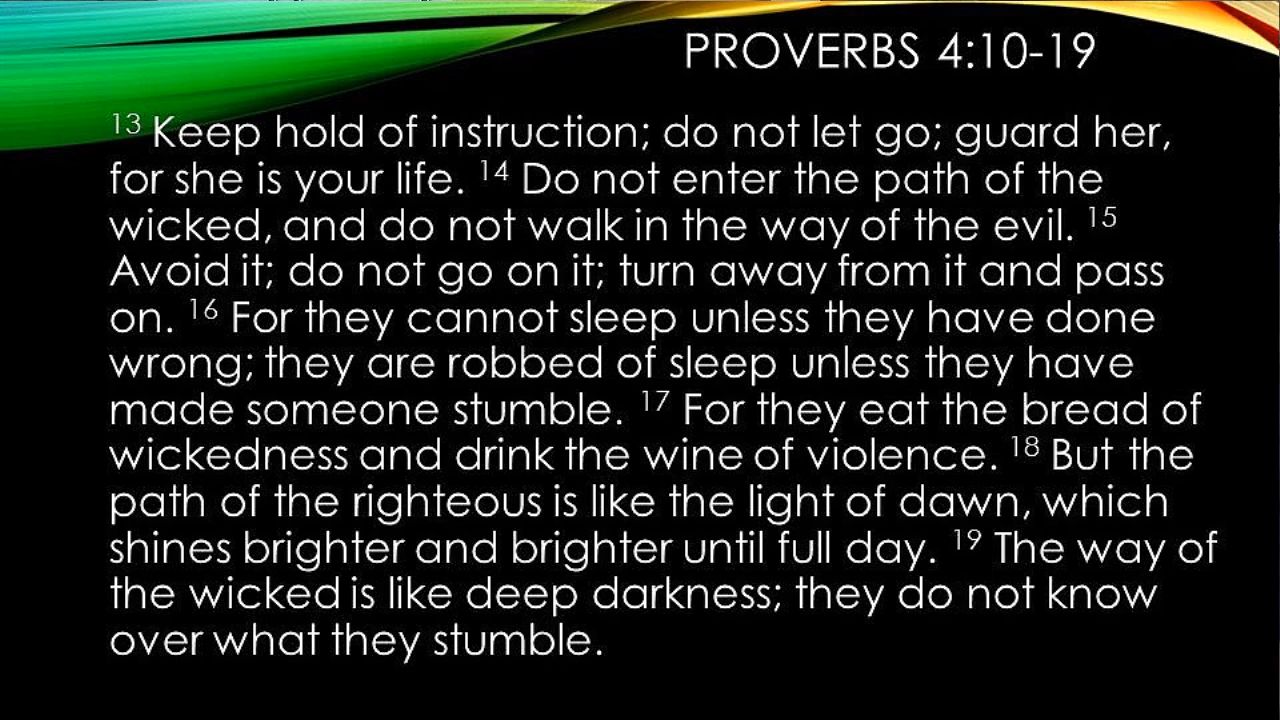 PROVERBS 4:10-19
13 Keep hold of instruction; do not let go; guard her,
for she is your life. 14 Do not enter the path of the
wicked, and do not walk in the way of the evil. 15
Avoid it; do not go on it; turn away from it and pass
on. 16 For they cannot sleep unless they have done
wrong; they are robbed of sleep unless they have
made someone stumble. 17 For they eat the bread of
wickedness and drink the wine of violence. 18 But the
path of the righteous is like the light of dawn, which
shines brighter and brighter until full day. 19 The way of
the wicked is like deep darkness; they do not know
over what they stumble.